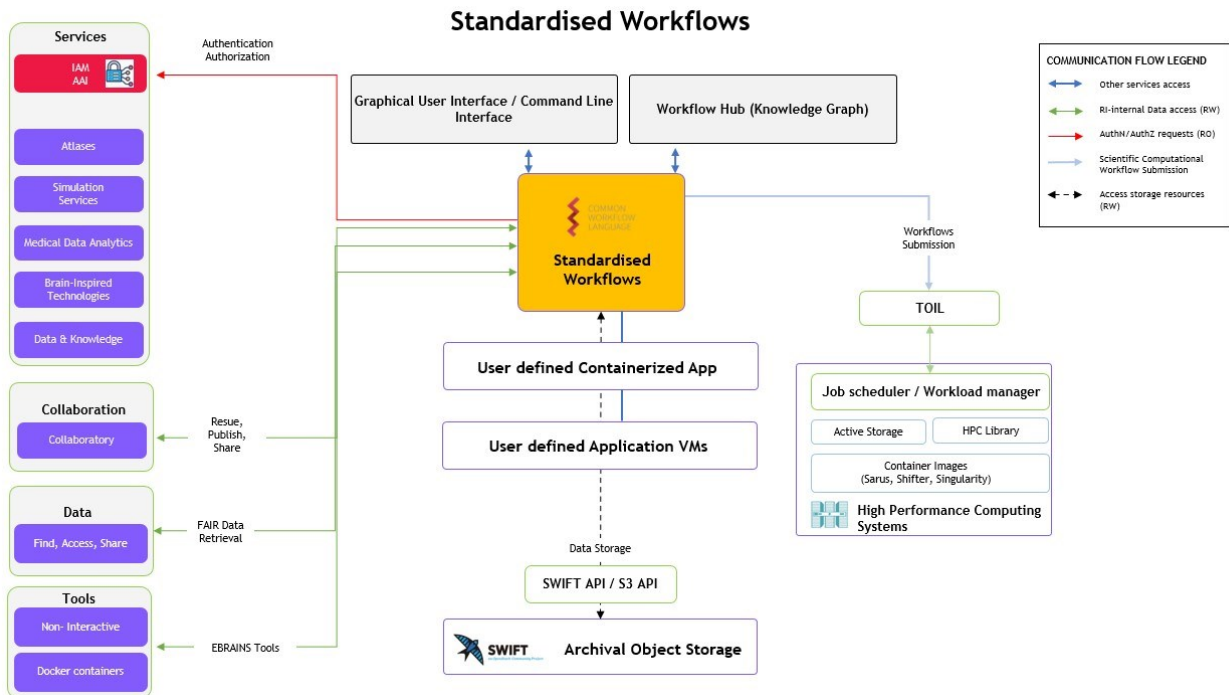 Standardised Workflows
Services
IAM
AAI
Atlases
Simulation
Services
Medical Data Analytics
Brain-Inspired
Technologies
Data & Knowledge
Collaboration
Collaboratory
Data
Find, Access, Share
Tools
Non- Interactive
Docker containers
Authentication
Authorization
Resue,
Publish,
Share
FAIR Data
Retrieval
EBRAINS Tools
Graphical User Interface / Command Line
Interface
Workflow Hub (Knowledge Graph)
COMMON
WORKFLOW
LANGUAGE
Standardised
Workflows
User defined Containerized App
User defined Application VMs
Data Storage
SWIFT API / S3 API
SWIFT
Archival Object Storage
Workflows
Submission
TOIL
Job scheduler / Workload manager
Active Storage
HPC Library
Container Images
(Sarus, Shifter, Singularity)
High Performance Computing
Systems
COMMUNICATION FLOW LEGEND
Other services access
RI-internal Data access (RW)
AuthN/AuthZ requests (RO)
Scientific Computational
Workflow Submission
Access storage resources
(RW)